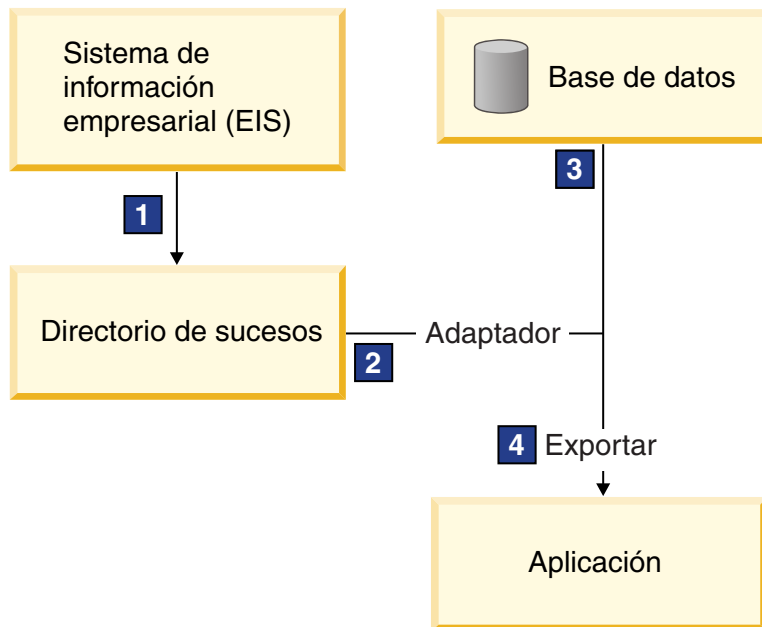 Sistema de
información
empresarial (EIS)
Base de datos
1
3
Directorio de sucesos
Adaptador
2
4 Exportar
Aplicación